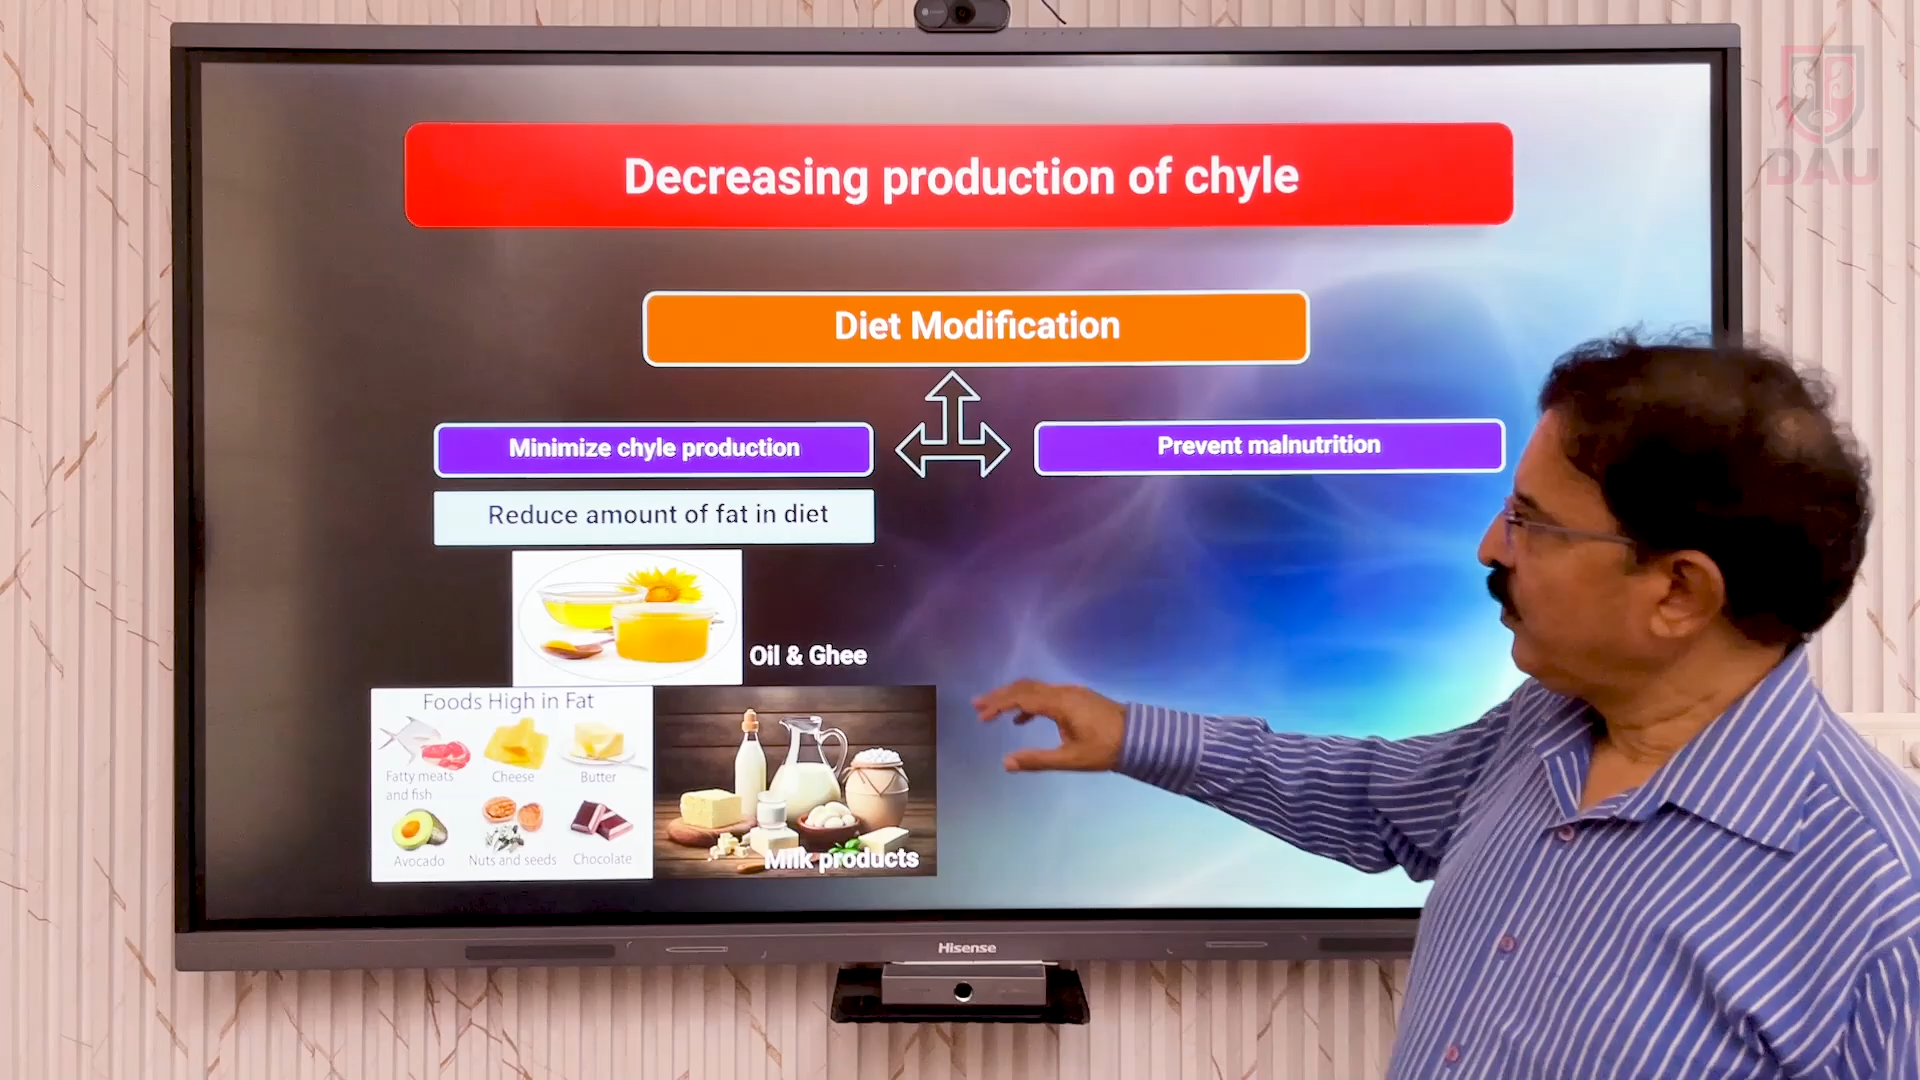 DAU
Decreasing production of chyle
Diet Modification
Minimize chyle production
Prevent malnutrition
Reduce amount of fat in diet
Oil & Ghee
Foods High in Fat
Fatty meats
and fish
Cheese
Butter
Avocado
Nuts and seeds
Chocolate
Milk products
Hisense